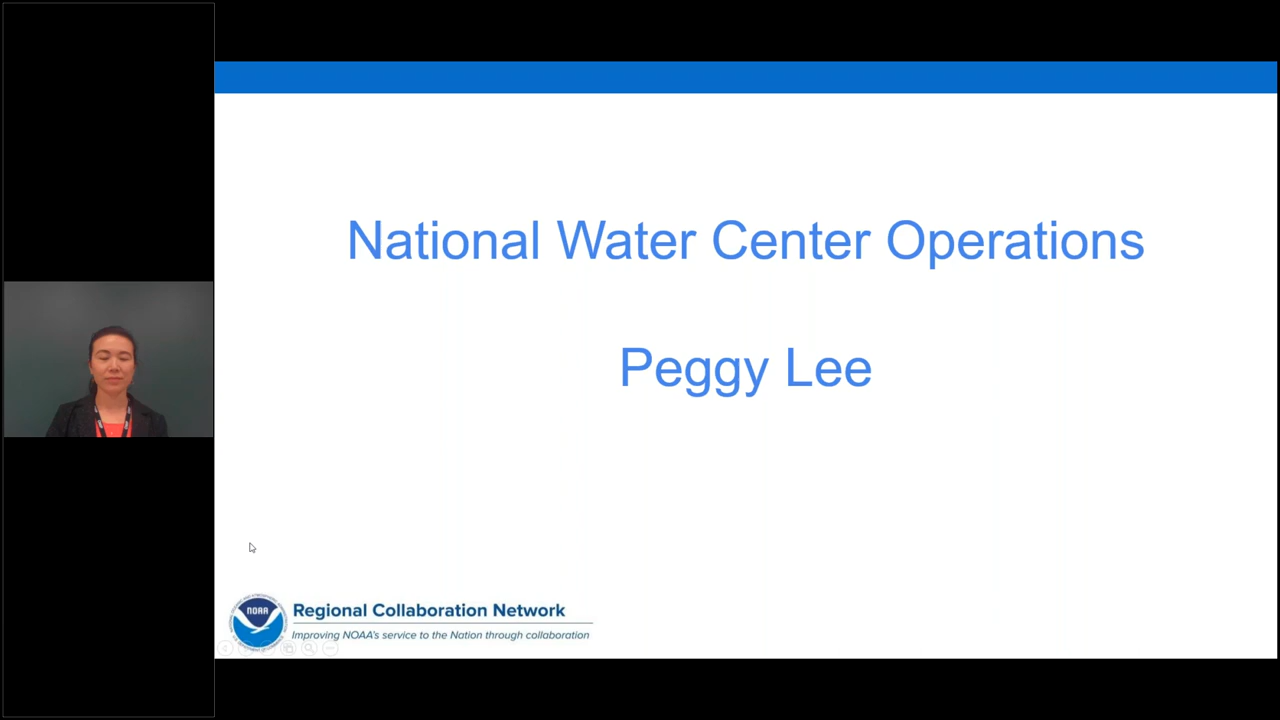 National Water Center Operations
Peggy Lee
NOAA
Regional Collaboration Network
Improving NOAA's service to the Nation through collaboration